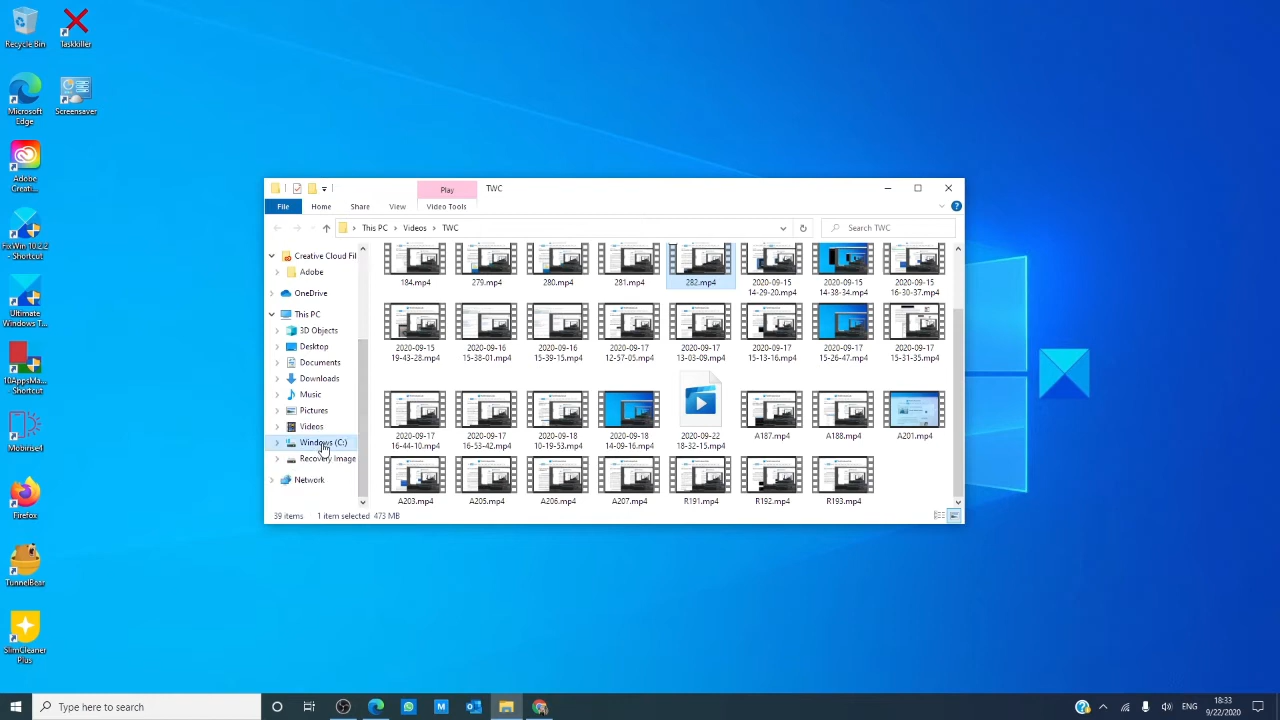 Recycle Bin
Taskkiller
Microsoft
Edge
Screensaver
Adobe
Creati...
FixWin 10.2.2
- Shortcut
Ultimate
Windows T...
10AppsMa...
Shortcut
Mobirise4
Firefox
TunnelBear
SlimCleaner
Plus
Play
TWC
File
Home
Share
View
Video Tools
This PC > Videos > TWC
Search TWC
Creative Cloud Fil
Adobe
OneDrive
This PC
3D Objects
Desktop
Documents
Downloads
Music
Pictures
Videos
Windows (C:)
Recovery Image
Network
184.mp4
279.mp4
280.mp4
281.mp4
282.mp4
2020-09-15
14-29-20.mp4
2020-09-15
14-38-34.mp4
2020-09-15
16-30-37.mp4
2020-09-15
19-43-28.mp4
2020-09-16
15-38-01.mp4
2020-09-16
15-39-15.mp4
2020-09-17
12-57-05.mp4
2020-09-17
13-03-09.mp4
2020-09-17
15-13-16.mp4
2020-09-17
15-26-47.mp4
2020-09-17
15-31-35.mp4
2020-09-17
16-44-10.mp4
2020-09-17
16-53-42.mp4
2020-09-18
10-19-53.mp4
2020-09-18
14-09-16.mp4
2020-09-22
18-32-15.mp4
A187.mp4
A188.mp4
A201.mp4
A203.mp4
A205.mp4
A206.mp4
A207.mp4
R191.mp4
R192.mp4
R193.mp4
39 items
1 item selected 473 MB
Type here to search
ENG
18:33
9/22/2020